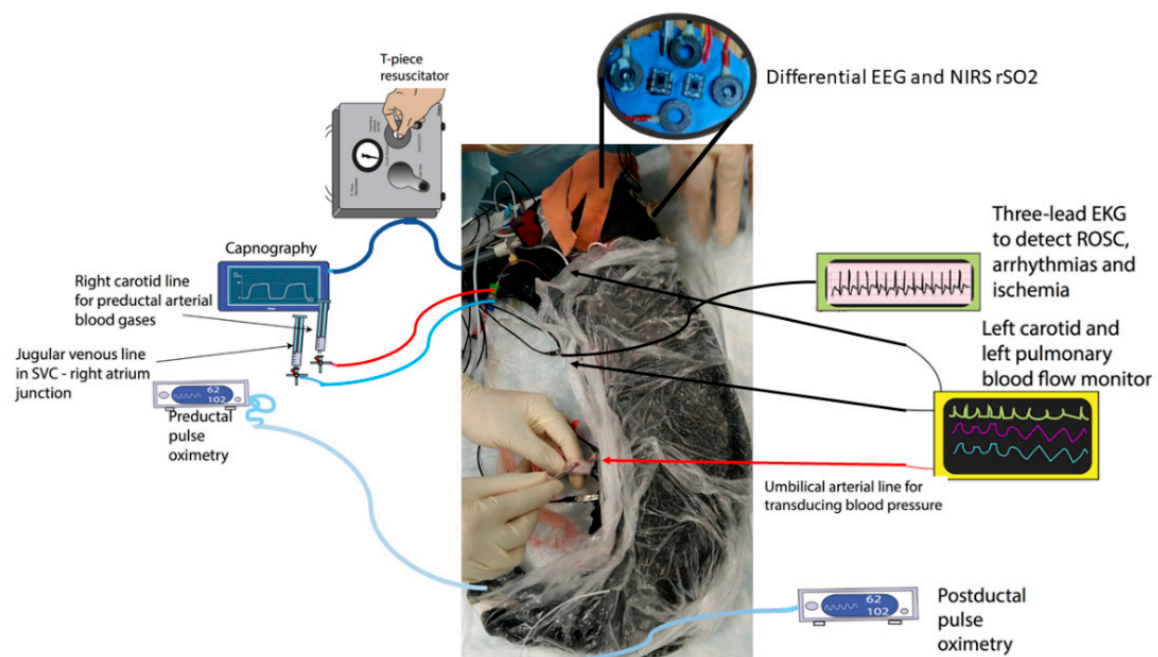 T-piece
resuscitator
Differential EEG and NIRS rSO2
Capnography
Right carotid line
for preductal arterial
blood gases
Jugular venous line
in SVC - right atrium
junction
62
102
Preductal
pulse
oximetry
Three-lead EKG
to detect ROSC,
arrhythmias and
ischemia
Left carotid and
left pulmonary
blood flow monitor
Umbilical arterial line for
transducing blood pressure
62
102
Postductal
pulse
oximetry